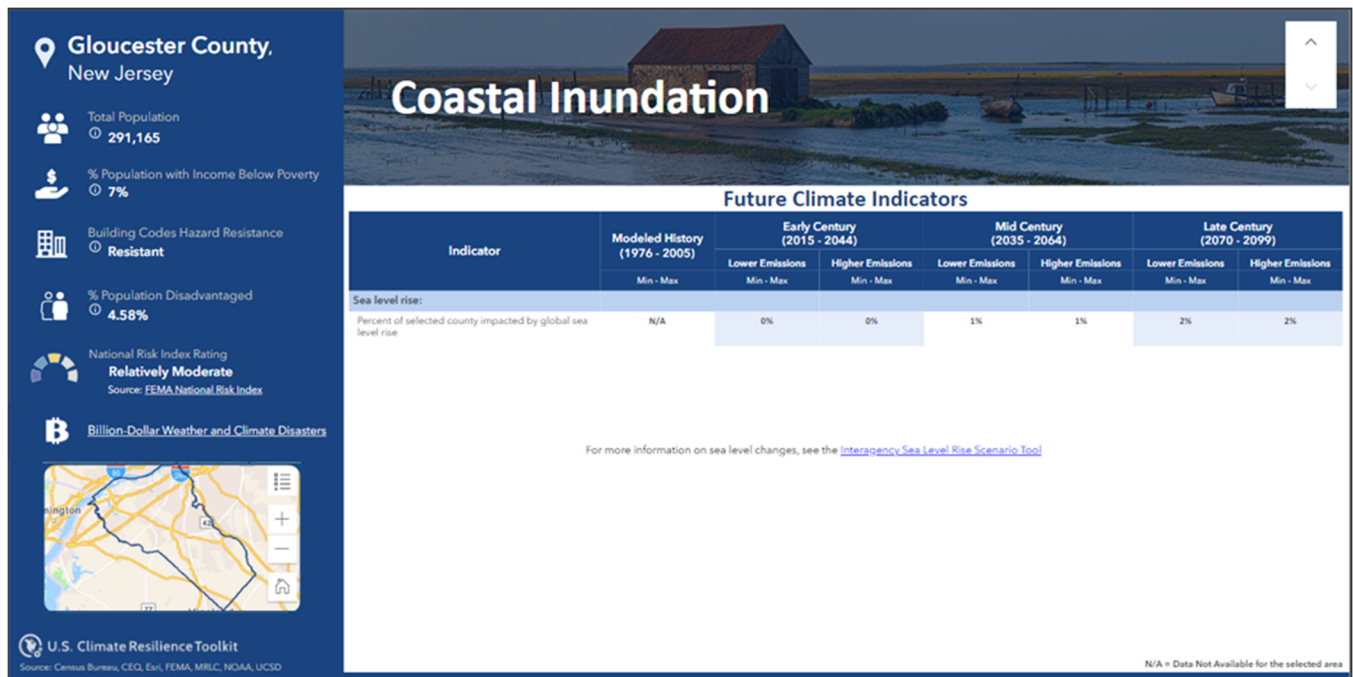 Gloucester County,
New Jersey
Total Population
291,165
% Population with Income Below Poverty
7%
Building Codes Hazard Resistance
Resistant
% Population Disadvantaged
4.58%
National Risk Index Rating
Relatively Moderate
Source: FEMA National Risk Index
Billion-Dollar Weather and Climate Disasters
95
42
77
U.S. Climate Resilience Toolkit
Source: Census Bureau, CEQ, Esri, FEMA, MRLC, NOAA, UCSD
Coastal Inundation
Future Climate Indicators
Indicator
Modeled History
(1976 - 2005)
Min - Max
Early Century
(2015 - 2044)
Mid Century
(2035 - 2064)
Late Century
(2070 - 2099)
Lower Emissions Higher Emissions Lower Emissions Higher Emissions Lower Emissions Higher Emissions
Min - Max Min - Max Min - Max Min - Max Min - Max Min - Max
Sea level rise:
Percent of selected county impacted by global sea
level rise
N/A 0% 0% 1% 1% 2% 2%
For more information on sea level changes, see the Interagency Sea Level Rise Scenario Tool
N/A = Data Not Available for the selected area